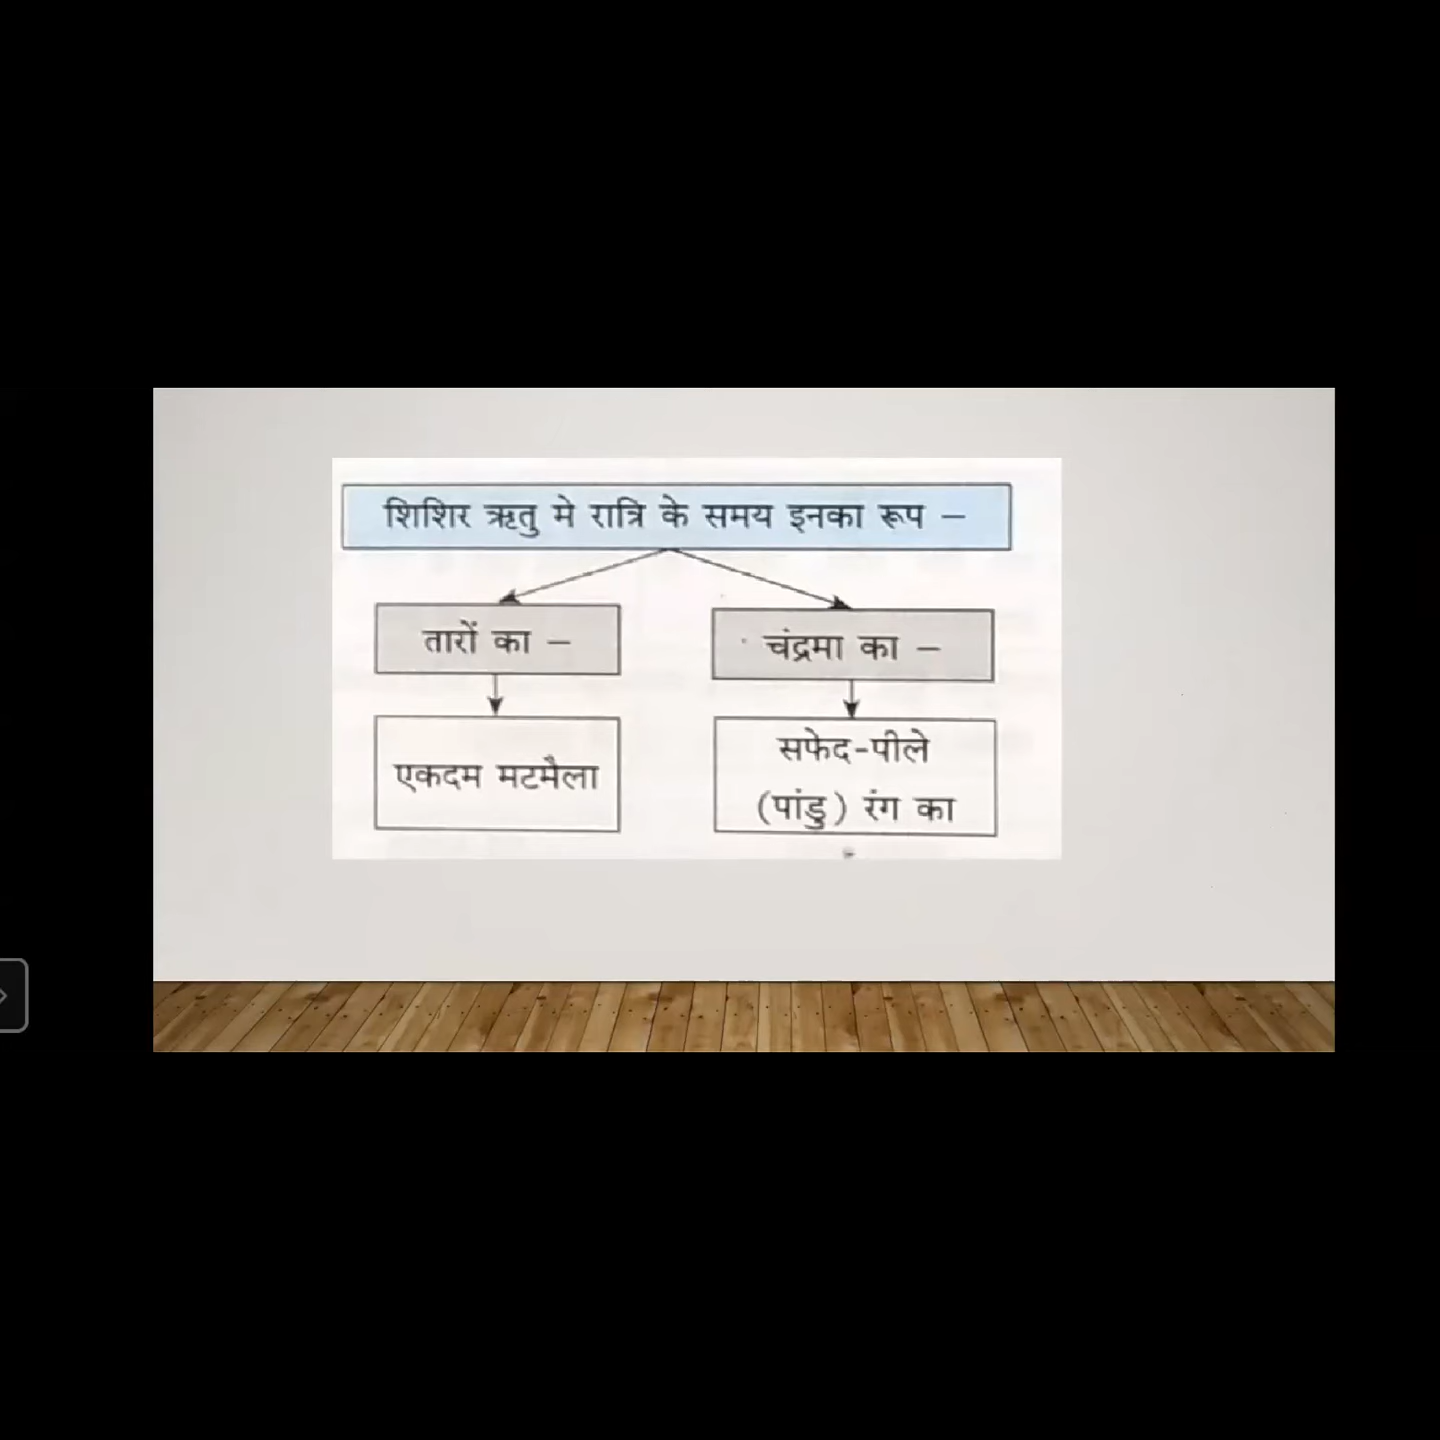 शिशिर ऋतु मे रात्रि के समय इनका रूप –
तारों का –
चंद्रमा का –
एकदम मटमैला
सफेद-पीले
(पांडु) रंग का